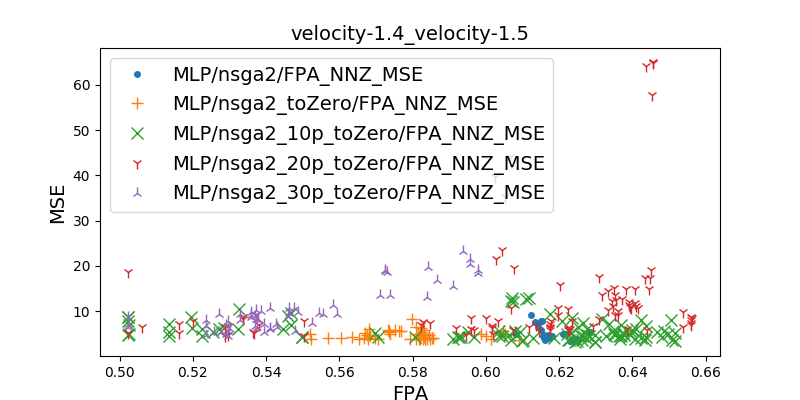 velocity-1.4_velocity-1.5
MLP/nsga2/FPA_NNZ_MSE
MLP/nsga2_toZero/FPA_NNZ_MSE
MLP/nsga2_10p_toZero/FPA_NNZ_MSE
MLP/nsga2_20p_toZero/FPA_NNZ_MSE
MLP/nsga2_30p_toZero/FPA_NNZ_MSE
MSE
60
50
40
30
20
10
0.50 0.52 0.54 0.56 0.58 0.60 0.62 0.64 0.66
FPA